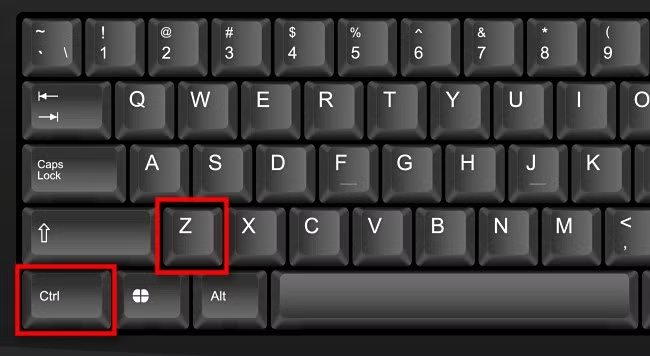 ~ ! @ # $ % ^ & * (
` \ 1 2 3 4 5 6 7 8 9
Q W E R T Y U I O
Caps
Lock
A S D F G H J K
Z X C V B N M <
,
Ctrl Alt